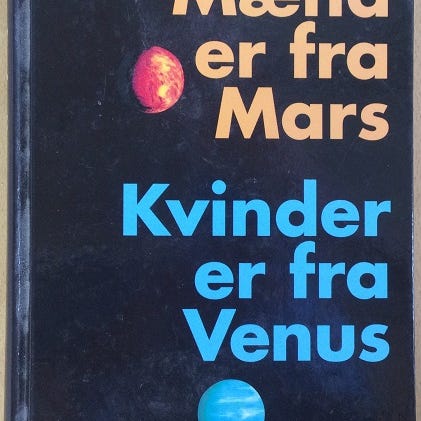 Mænd
er fra
Mars
Kvinder
er fra
Venus